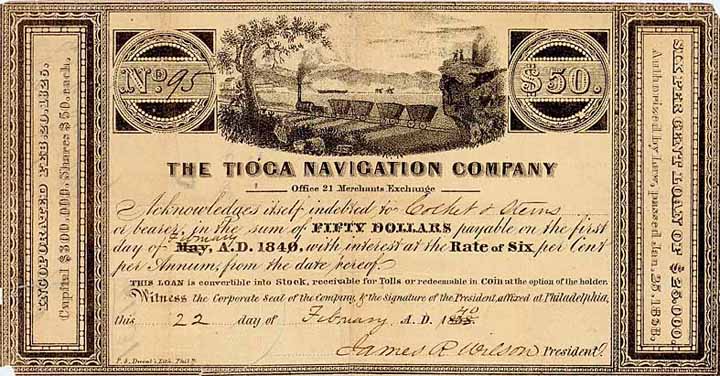 INCORPORATED FEB. 20, 1826.
Capital $300,000. Shares $50. each.
No. 95
$50.
THE TIOGA NAVIGATION COMPANY
Office 21 Merchants Exchange
Acknowledges itself indebted to
or bearer, in the sum of FIFTY DOLLARS payable on the first
day of May, A.D. 1840, with interest at the Rate of Six per Cent
per Annum, from the date hereof.
THIS LOAN is convertible into Stock, receivable for Tolls or redeemable in COIN at the option of the holder.
Witness the Corporate Seal of the Company, & the Signature of the President, affixed at Philadelphia,
this 22 day of February A.D.
James R. Wilson President.
SIX PER CENT LOAN OF $25,000.
Authorised by law, passed Jan. 25, 1855.